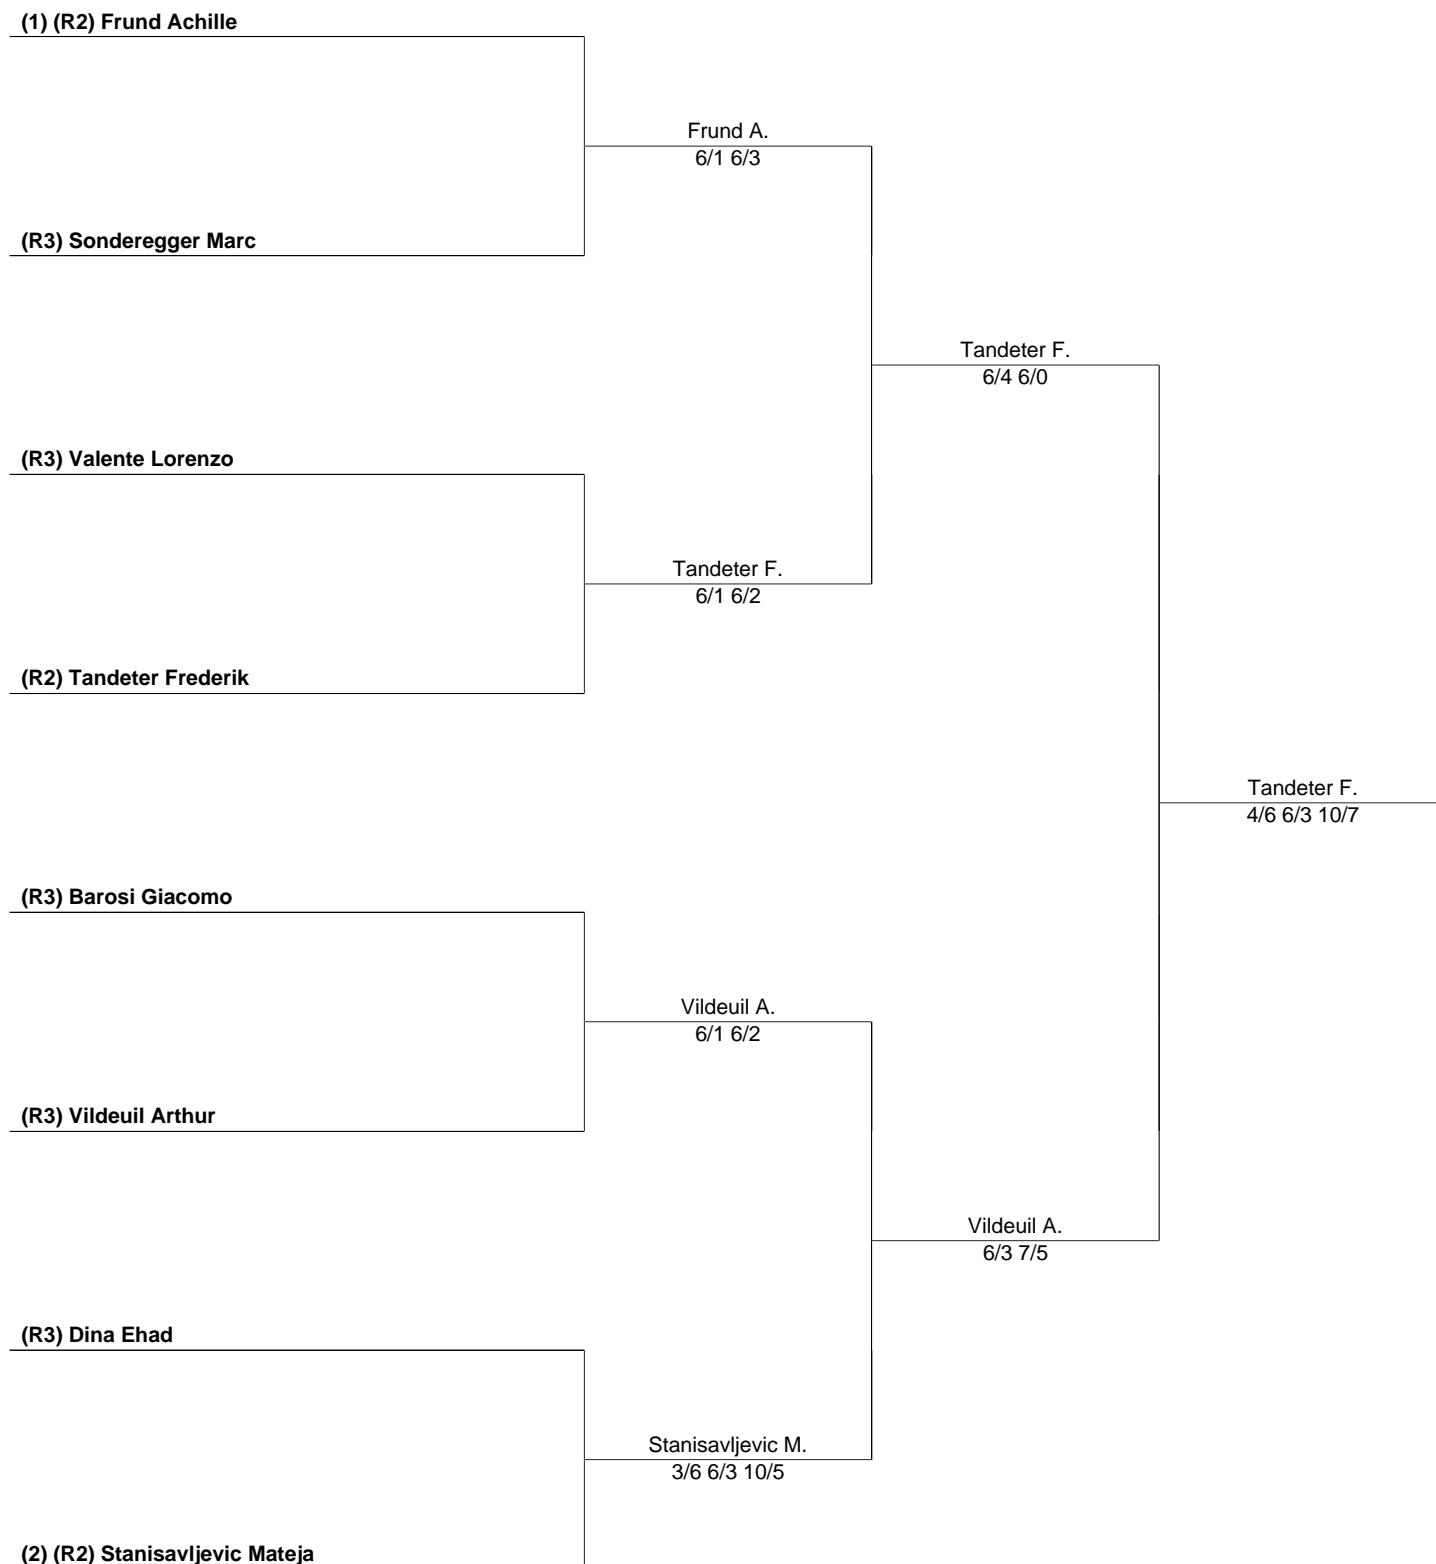 (1) (R2) Frund Achille
Frund A.
6/1 6/3
(R3) Sonderegger Marc
Tandeter F.
6/4 6/0
(R3) Valente Lorenzo
Tandeter F.
6/1 6/2
(R2) Tandeter Frederik
Tandeter F.
4/6 6/3 10/7
(R3) Barosi Giacomo
Vildeuil A.
6/1 6/2
(R3) Vildeuil Arthur
Vildeuil A.
6/3 7/5
(R3) Dina Ehad
Stanisavljevic M.
3/6 6/3 10/5
(2) (R2) Stanisavljevic Mateja